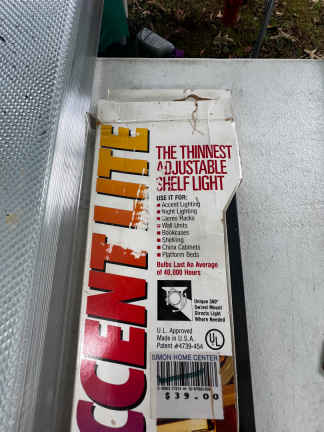 CCENT-LITE
THE THINNEST
ADJUSTABLE
SHELF LIGHT
USE IT FOR:
Accent Lighting
Night Lighting
Game Racks
Wall Units
Bookcases
Shelving
China Cabinets
Platform Beds
Bulbs Last An Average
of 40,000 Hours
Unique 360°
Swivel Mount
Directs Light
Where Needed
U.L. Approved
Made in U.S.A.
Patent #4739-454
UL
SIMON HOME CENTER
$39.00